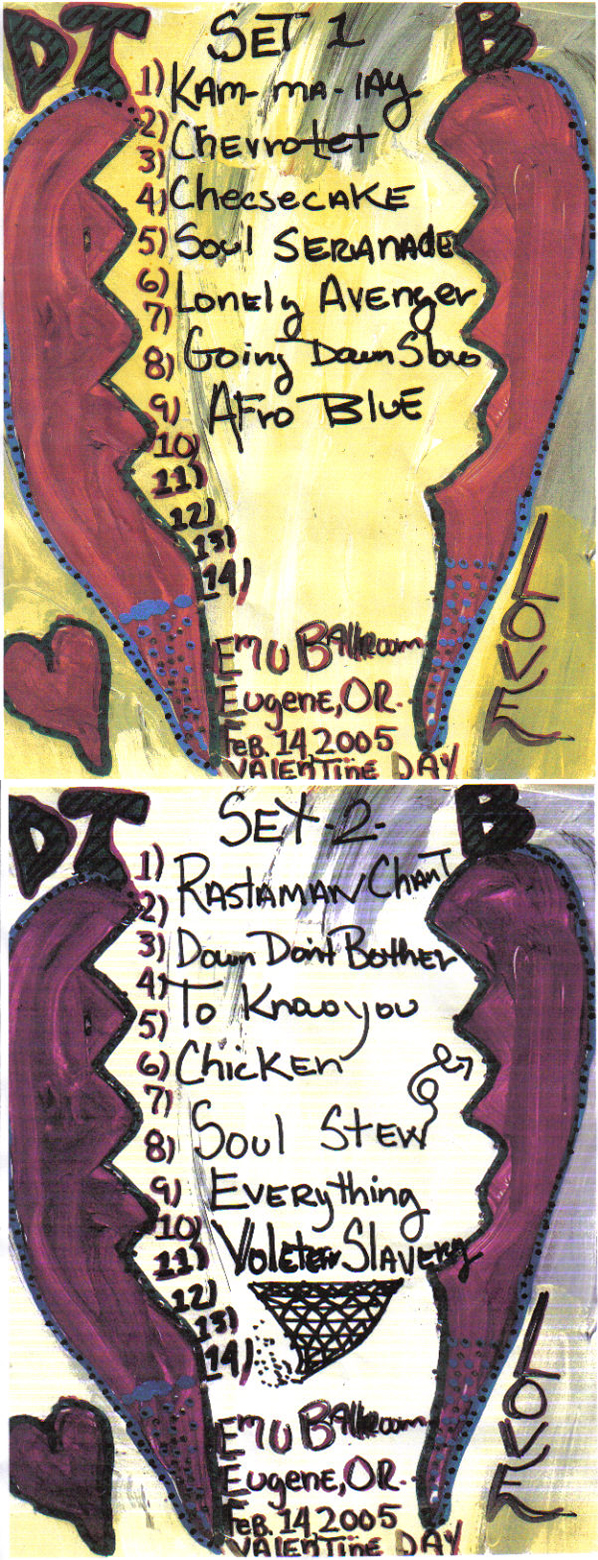 DT SET 1 B
1) KAM-MA-LAY
2)
3) Chevrolet
4) CheesecAKE
5) Soul SERANADE
6) Lonely Avenger
7)
8) Going Down Slow
9) AFro BluE
10)
11)
12)
13)
14)
LOVE
EMU BAllroom
Eugene, OR.
FeB. 14 2005
VALENTINE DAY
DT SET-2- B
1) RASTAMAN ChanT
2)
3) Down Don't Bother
4) To Know you
5)
6) ChickEn
7)
8) Soul StEW
9) EVERything
10)
11) VoleteR SLAVERy
12)
13)
14)
LOVE
EMU BAllroom
Eugene, OR.
FeB. 14 2005
VALENTINE DAY